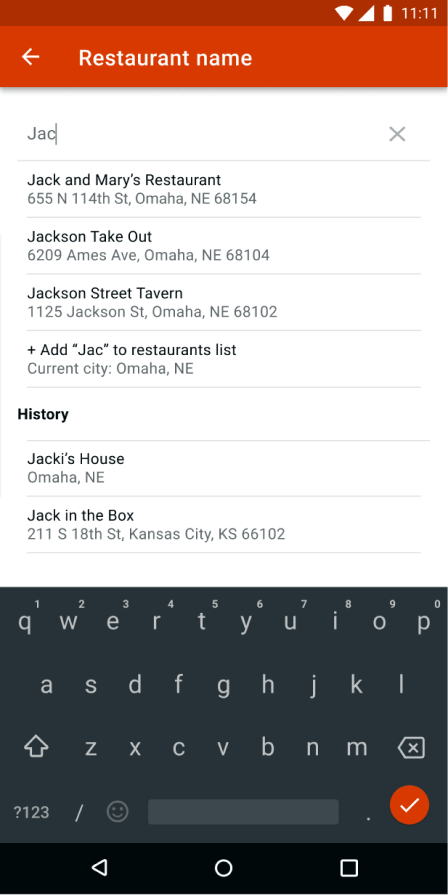 11:11
Restaurant name
Jac
Jack and Mary’s Restaurant
655 N 114th St, Omaha, NE 68154
Jackson Take Out
6209 Ames Ave, Omaha, NE 68104
Jackson Street Tavern
1125 Jackson St, Omaha, NE 68102
+ Add “Jac” to restaurants list
Current city: Omaha, NE
History
Jacki’s House
Omaha, NE
Jack in the Box
211 S 18th St, Kansas City, KS 66102
1 2 3 4 5 6 7 8 9 0
q w e r t y u i o p
a s d f g h j k l
z x c v b n m
?123 / .